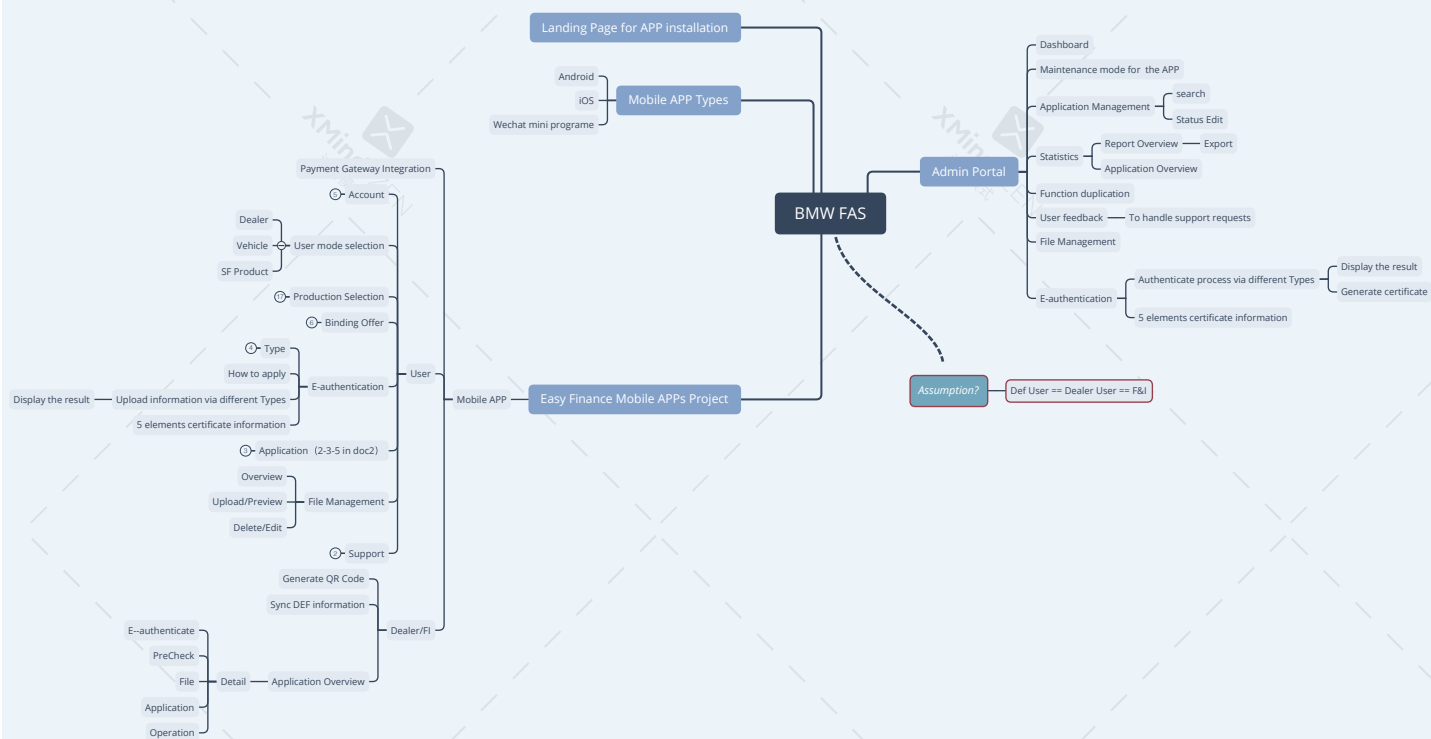 Landing Page for APP installation
Android
iOS
Wechat mini programe
Mobile APP Types
Payment Gateway Integration
5
Account
Dealer
Vehicle
SF Product
User mode selection
17
Production Selection
6
Binding Offer
4
Type
How to apply
Display the result
Upload information via different Types
5 elements certificate information
E-authentication
3
Application（2-3-5 in doc2）
Overview
Upload/Preview
Delete/Edit
File Management
2
Support
User
Generate QR Code
Sync DEF information
E--authenticate
PreCheck
File
Application
Operation
Detail
Application Overview
Dealer/FI
Mobile APP
Easy Finance Mobile APPs Project
BMW FAS
Admin Portal
Dashboard
Maintenance mode for the APP
Application Management
search
Status Edit
Statistics
Report Overview
Export
Application Overview
Function duplication
User feedback
To handle support requests
File Management
E-authentication
Authenticate process via different Types
Display the result
Generate certificate
5 elements certificate information
Assumption?
Def User == Dealer User == F&I
XMin
XMin